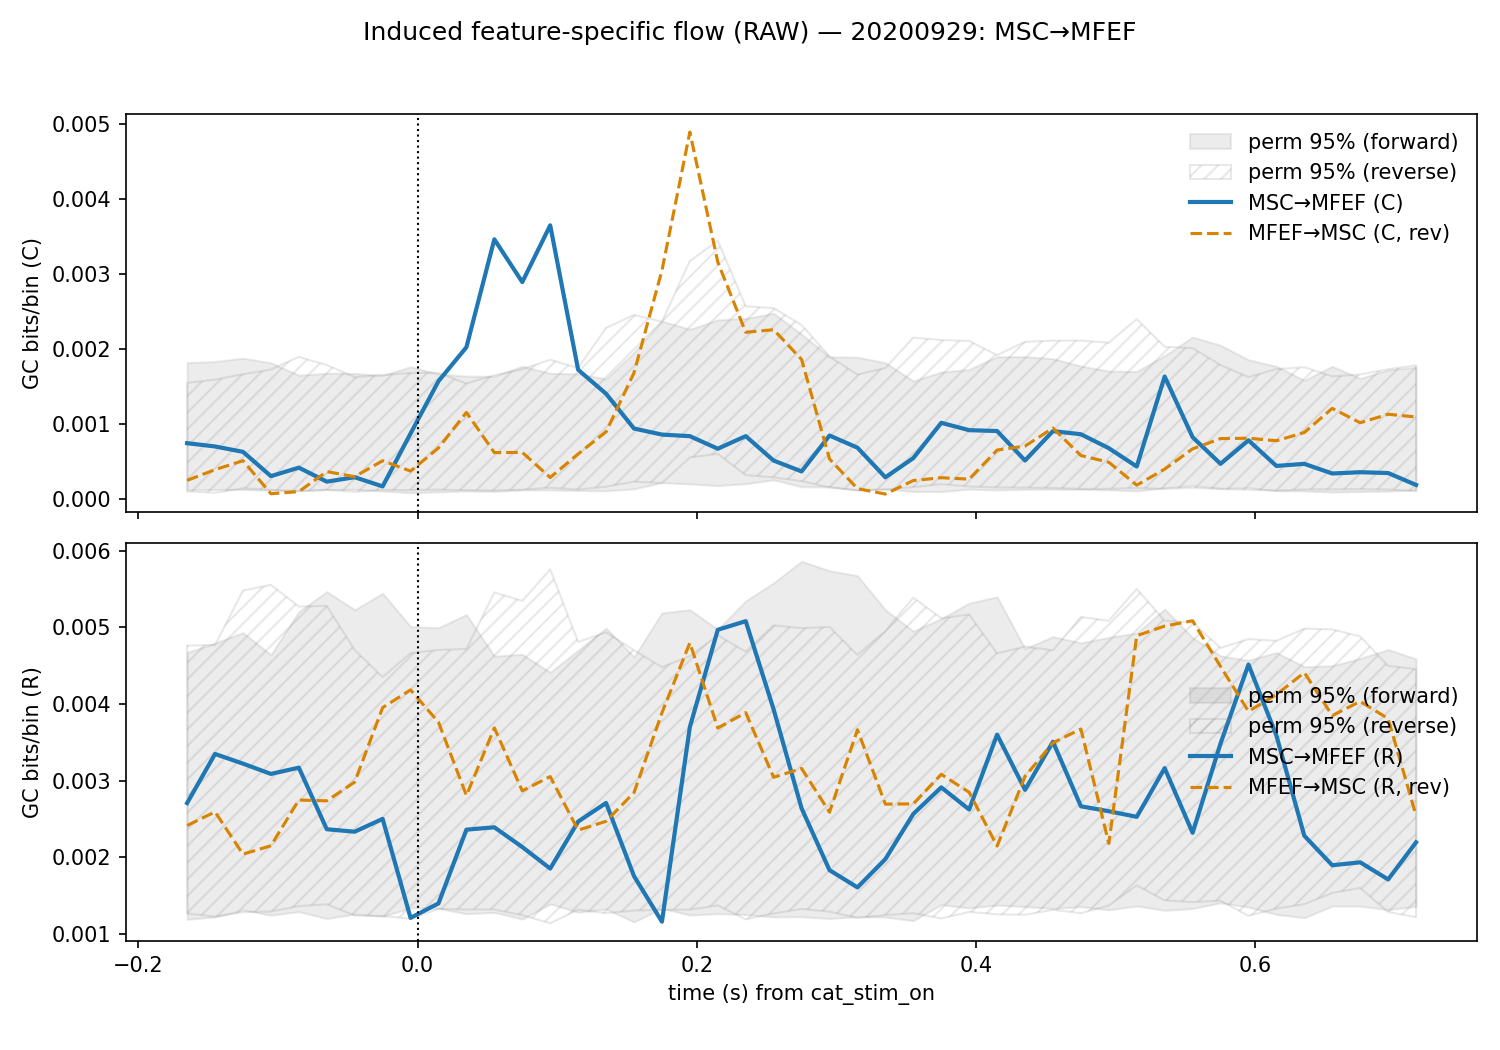 Induced feature-specific flow (RAW) — 20200929: MSC→MFEF
GC bits/bin (C)
0.005
0.004
0.003
0.002
0.001
0.000
perm 95% (forward)
perm 95% (reverse)
MSC→MFEF (C)
MFEF→MSC (C, rev)
GC bits/bin (R)
0.006
0.005
0.004
0.003
0.002
0.001
perm 95% (forward)
perm 95% (reverse)
MSC→MFEF (R)
MFEF→MSC (R, rev)
−0.2 0.0 0.2 0.4 0.6
time (s) from cat_stim_on